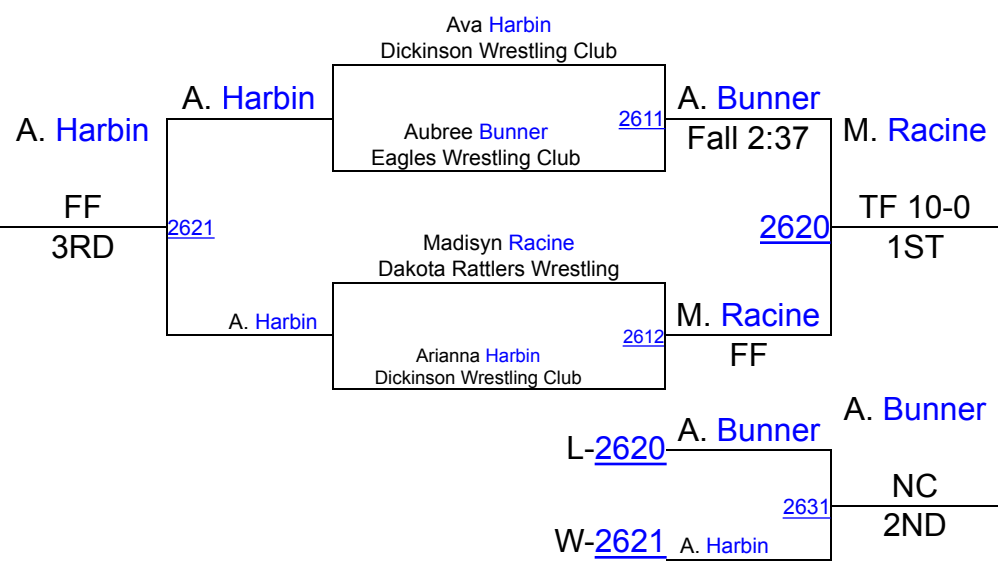 Ava Harbin
Dickinson Wrestling Club
A. Harbin
A. Bunner
A. Harbin
Aubree Bunner
2611
Eagles Wrestling Club
Fall 2:37
M. Racine
FF
2621
3RD
Madisyn Racine
Dakota Rattlers Wrestling
2620
TF 10-0
1ST
A. Harbin
2612
M. Racine
Arianna Harbin
Dickinson Wrestling Club
FF
A. Bunner
L-2620
A. Bunner
NC
2631
2ND
W-2621
A. Harbin